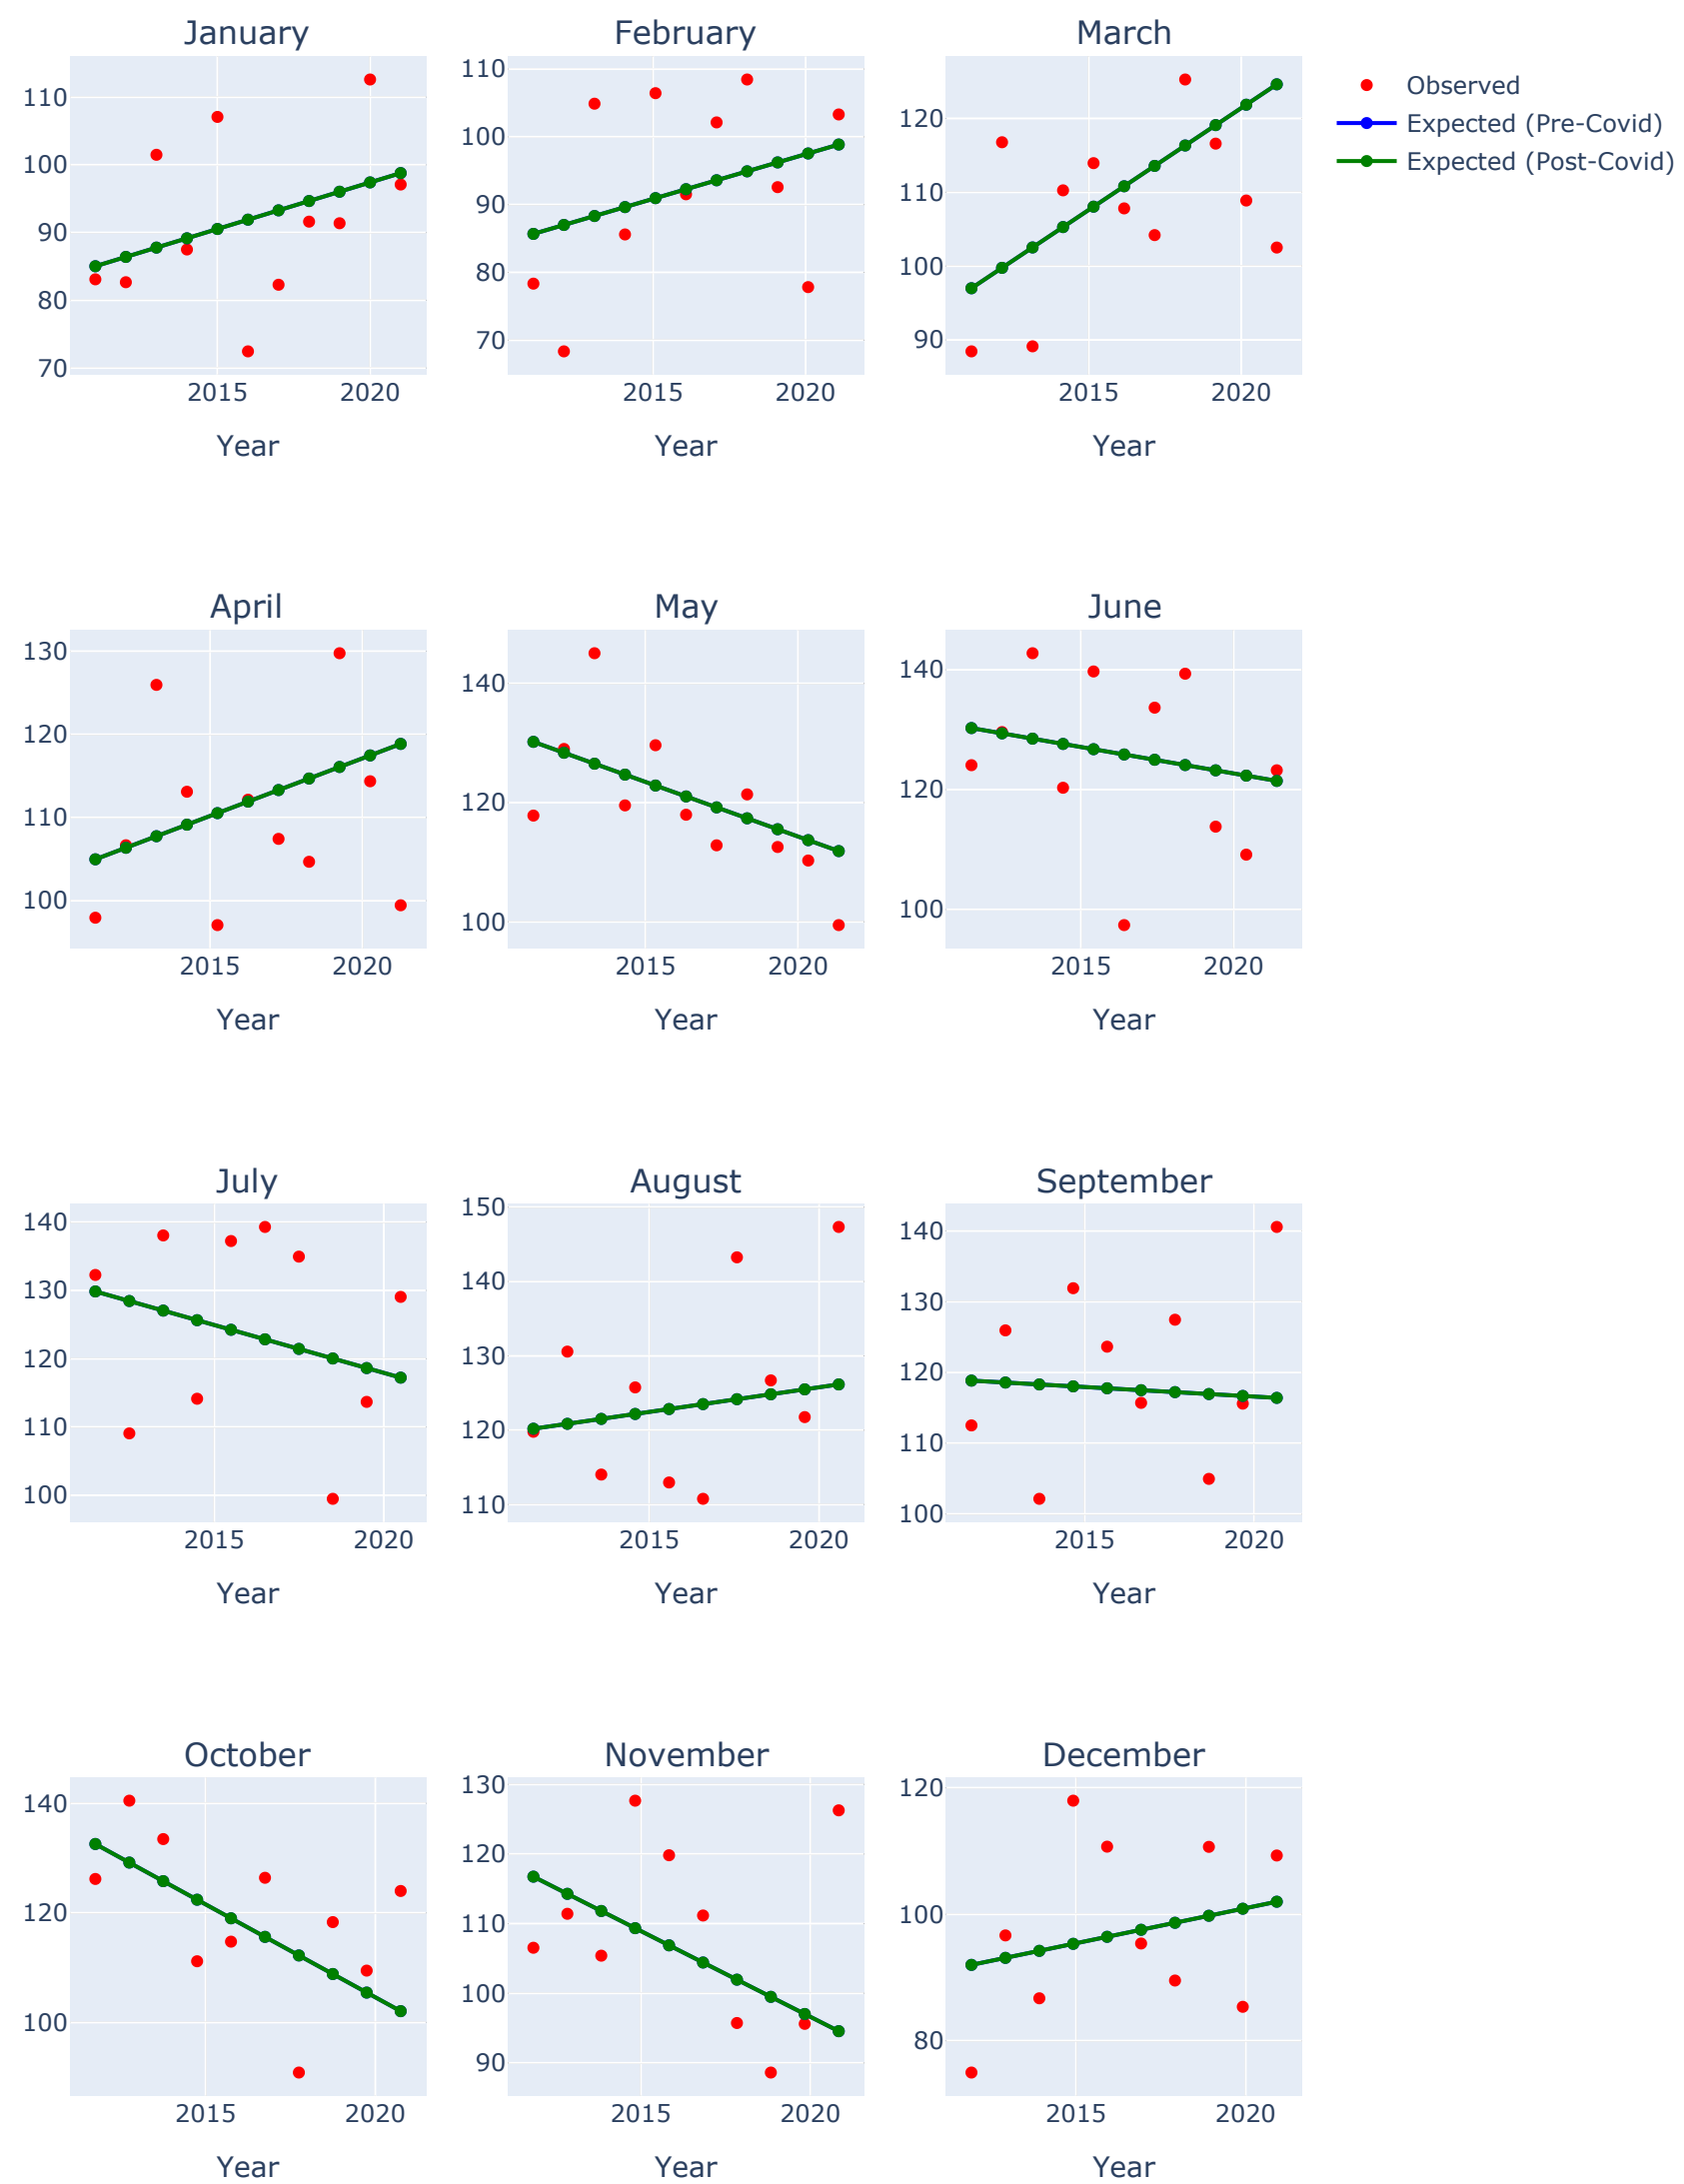 January
February
March
110
100
90
80
70
2015
2020
Year
110
100
90
80
70
2015
2020
Year
120
110
100
90
2015
2020
Year
Observed
Expected (Pre-Covid)
Expected (Post-Covid)
April
May
June
130
120
110
100
2015
2020
Year
140
120
100
2015
2020
Year
140
120
100
2015
2020
Year
July
August
September
140
130
120
110
100
2015
2020
Year
150
140
130
120
110
2015
2020
Year
140
130
120
110
100
2015
2020
Year
October
November
December
140
120
100
2015
2020
Year
130
120
110
100
90
2015
2020
Year
120
100
80
2015
2020
Year